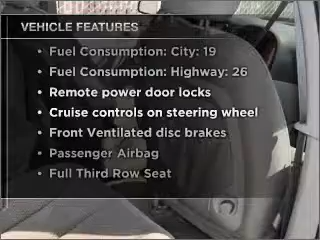 VEHICLE FEATURES
• Fuel Consumption: City: 19
• Fuel Consumption: Highway: 26
• Remote power door locks
• Cruise controls on steering wheel
• Front Ventilated disc brakes
• Passenger Airbag
• Full Third Row Seat